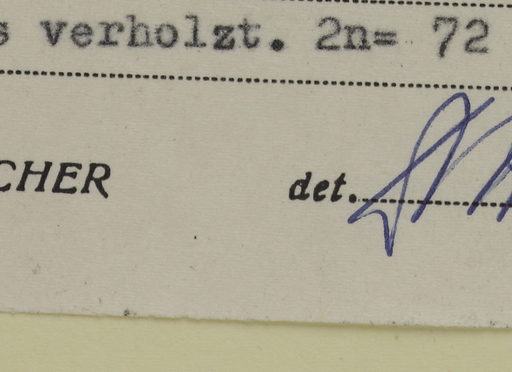 s verholzt. 2n= 72
CHER det.